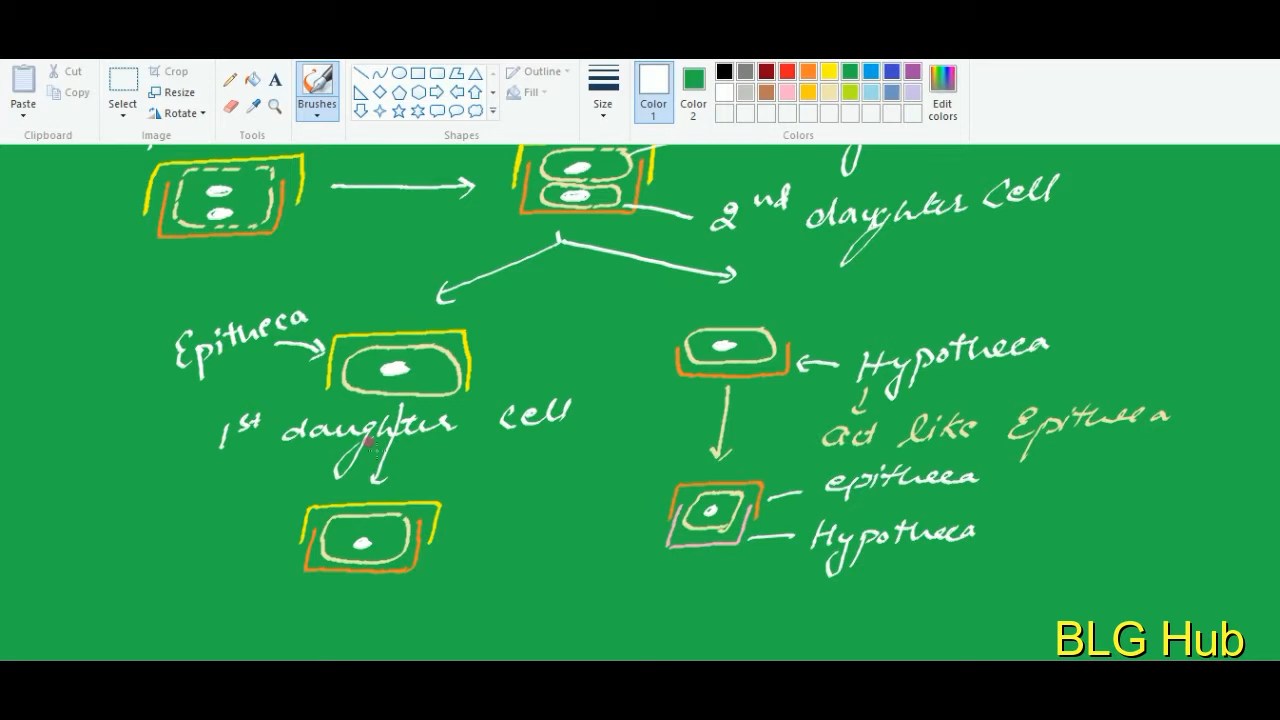 Cut
Copy
Paste
Clipboard
Select
Crop
Resize
Rotate
Image
A
Tools
Brushes
Outline
Fill
Shapes
Size
Color 1
Color 2
Edit colors
Colors
2nd daughter cell
Epitheca
1st daughter cell
Hypotheca
act like Epitheca
epitheca
Hypotheca
BLG Hub